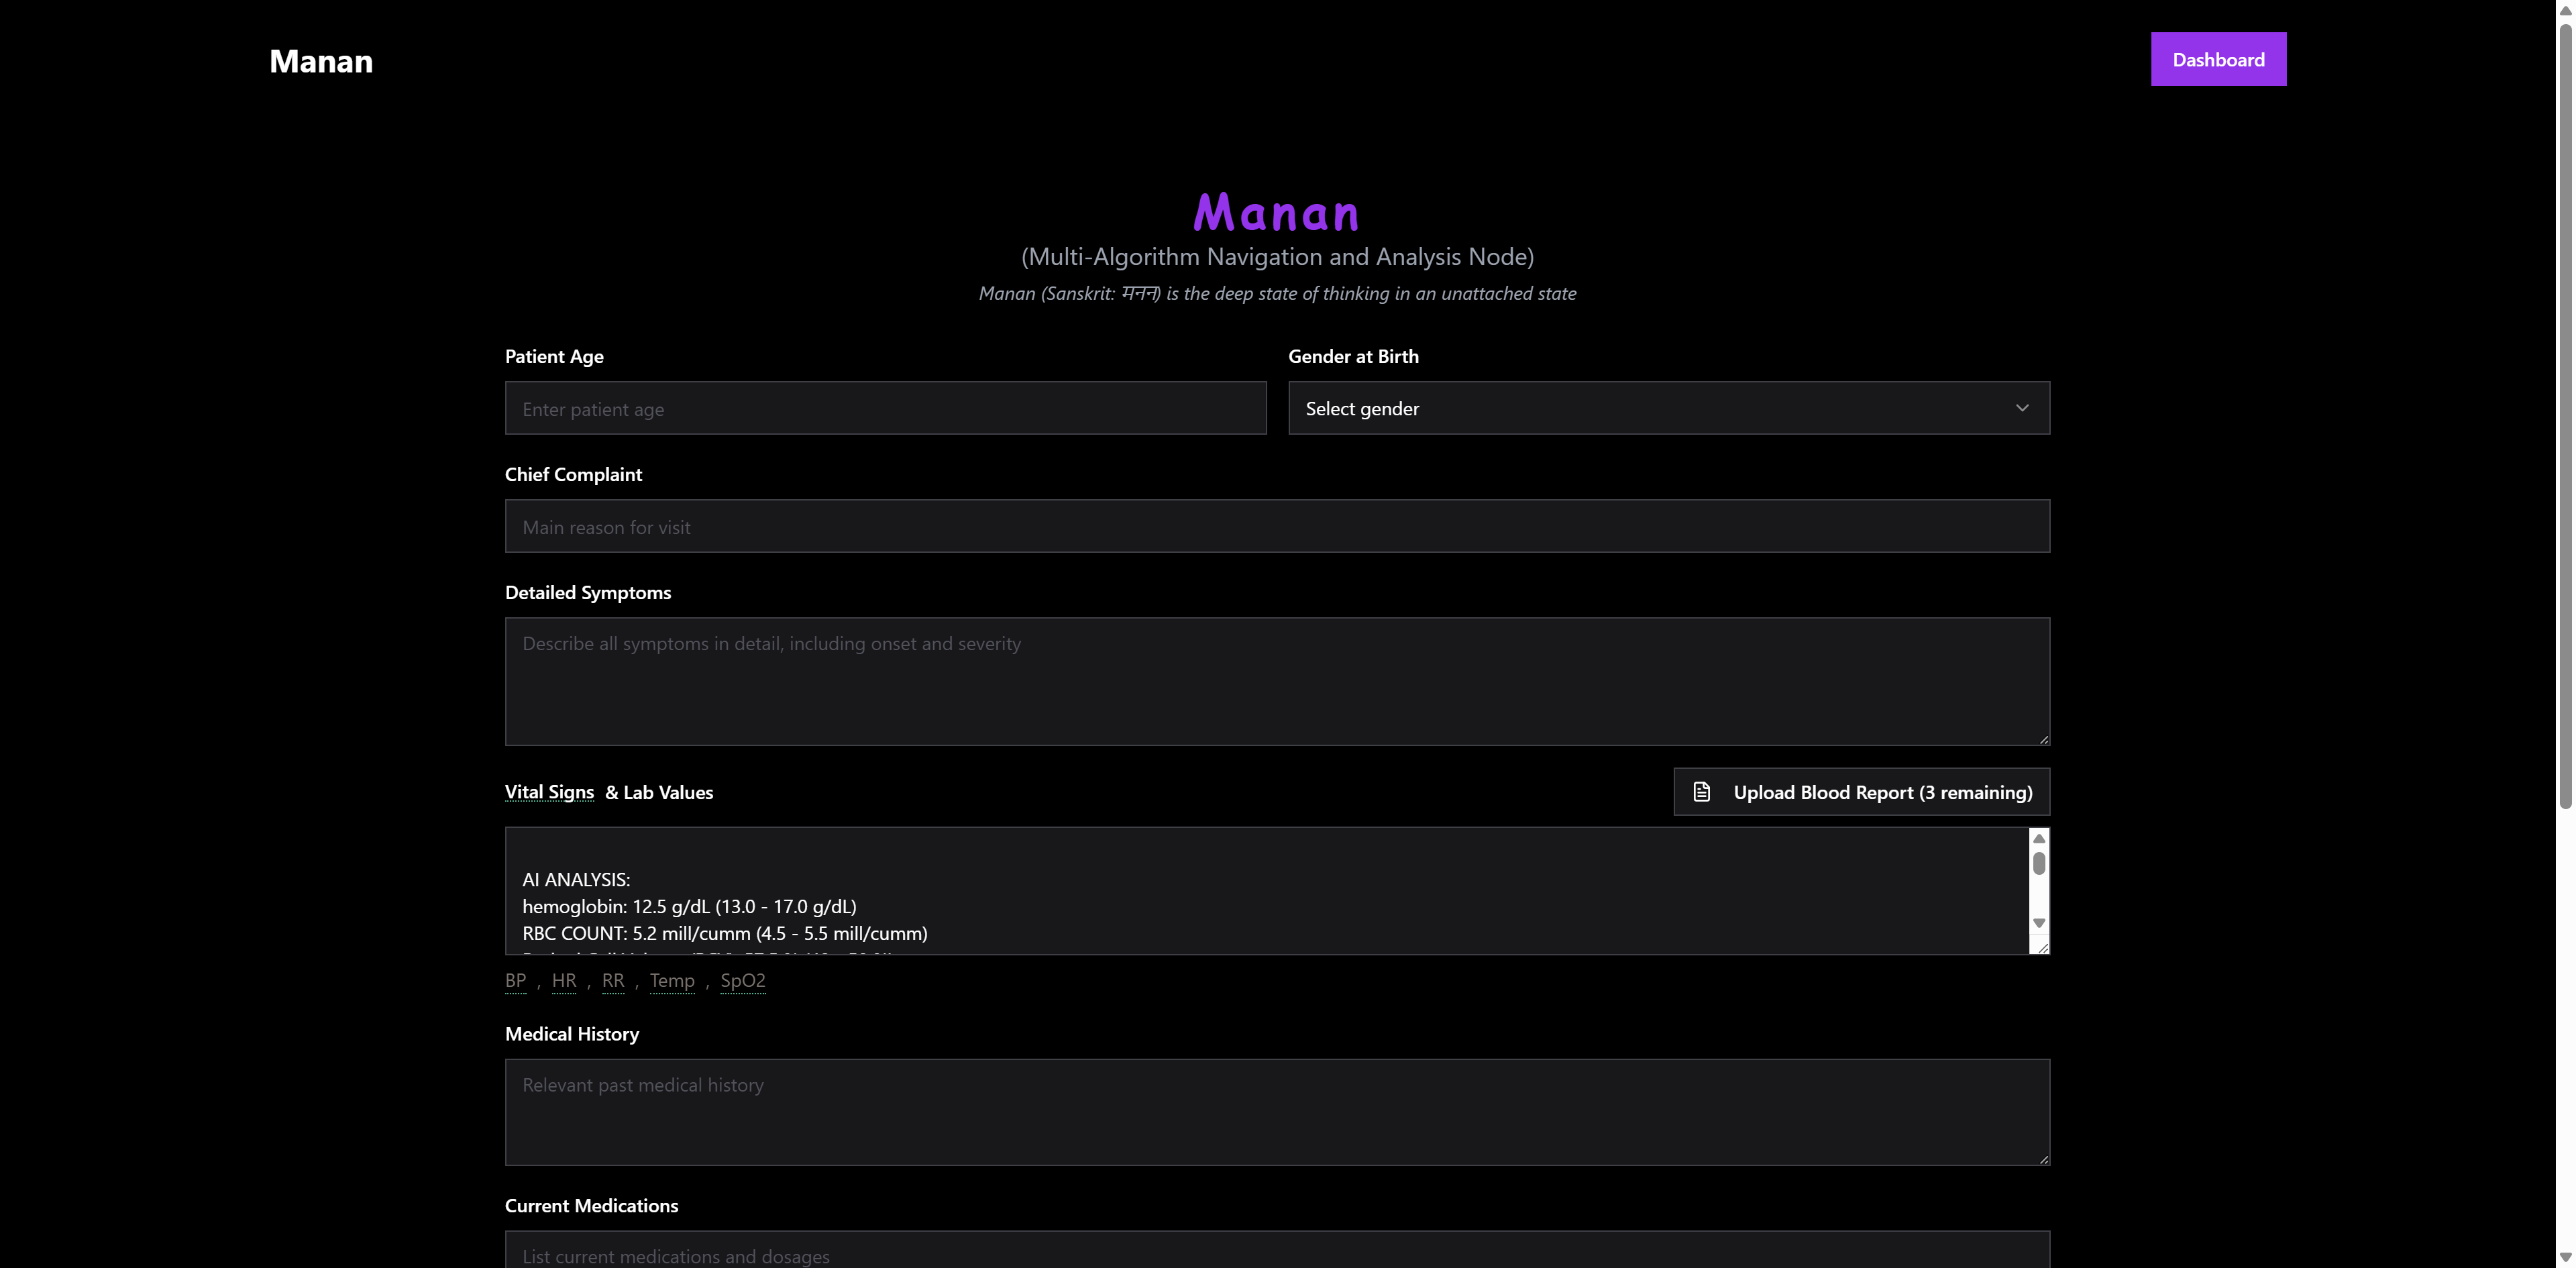 Manan
Dashboard
Manan
(Multi-Algorithm Navigation and Analysis Node)
Manan (Sanskrit: मनन) is the deep state of thinking in an unattached state
Patient Age
Gender at Birth
Enter patient age
Select gender
Chief Complaint
Main reason for visit
Detailed Symptoms
Describe all symptoms in detail, including onset and severity
Vital Signs & Lab Values
Upload Blood Report (3 remaining)
AI ANALYSIS:
hemoglobin: 12.5 g/dL (13.0 - 17.0 g/dL)
RBC COUNT: 5.2 mill/cumm (4.5 - 5.5 mill/cumm)
BP , HR , RR , Temp , SpO2
Medical History
Relevant past medical history
Current Medications
List current medications and dosages